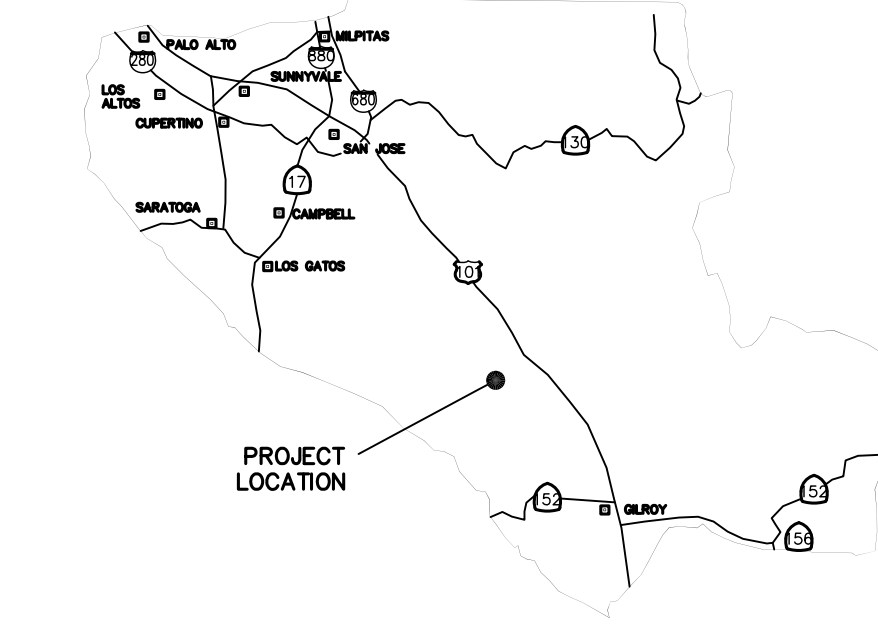 MILPITAS
PALO ALTO
280
880
SUNNYVALE
LOS
ALTOS
680
CUPERTINO
130
SAN JOSE
17
SARATOGA
CAMPBELL
LOS GATOS
101
PROJECT
LOCATION
152
152
GILROY
156